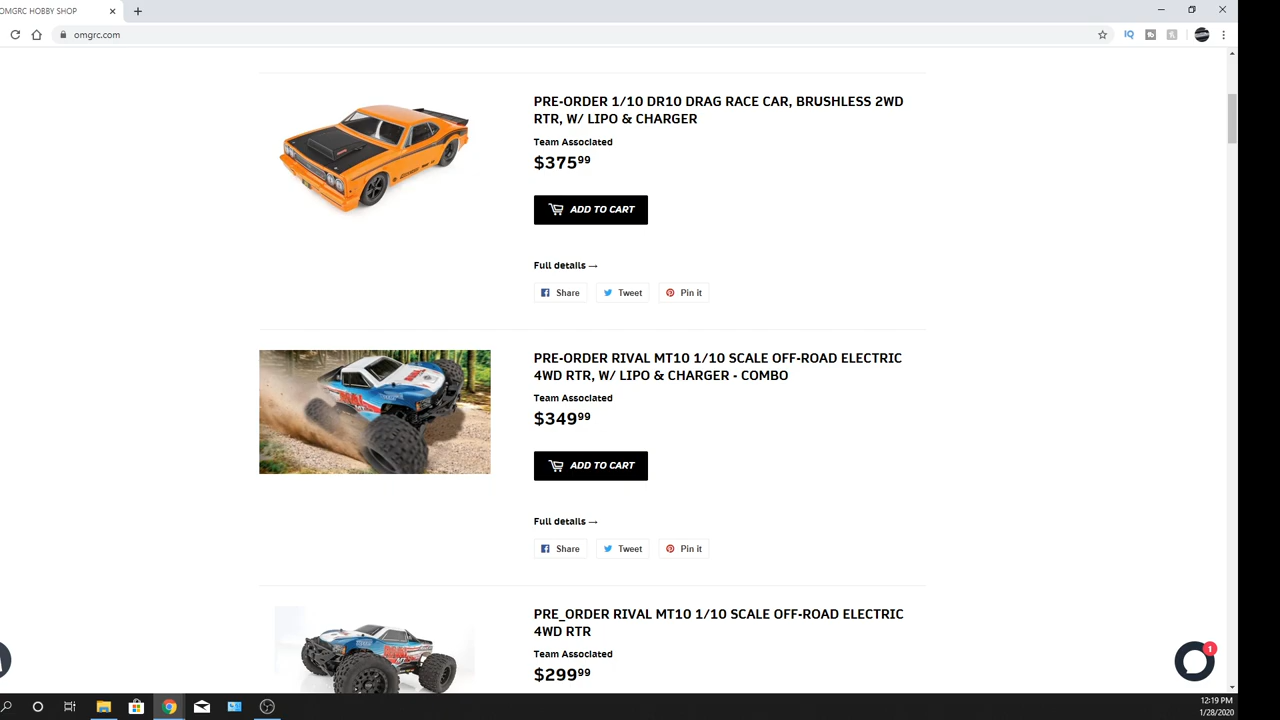 OMGRC HOBBY SHOP
omgrc.com
IQ
PRE-ORDER 1/10 DR10 DRAG RACE CAR, BRUSHLESS 2WD
RTR, W/ LIPO & CHARGER
Team Associated
$375 99
ADD TO CART
Full details →
Share Tweet Pin it
PRE-ORDER RIVAL MT10 1/10 SCALE OFF-ROAD ELECTRIC
4WD RTR, W/ LIPO & CHARGER - COMBO
Team Associated
$349 99
ADD TO CART
Full details →
Share Tweet Pin it
PRE_ORDER RIVAL MT10 1/10 SCALE OFF-ROAD ELECTRIC
4WD RTR
Team Associated
$299 99
1
12:19 PM
1/28/2020